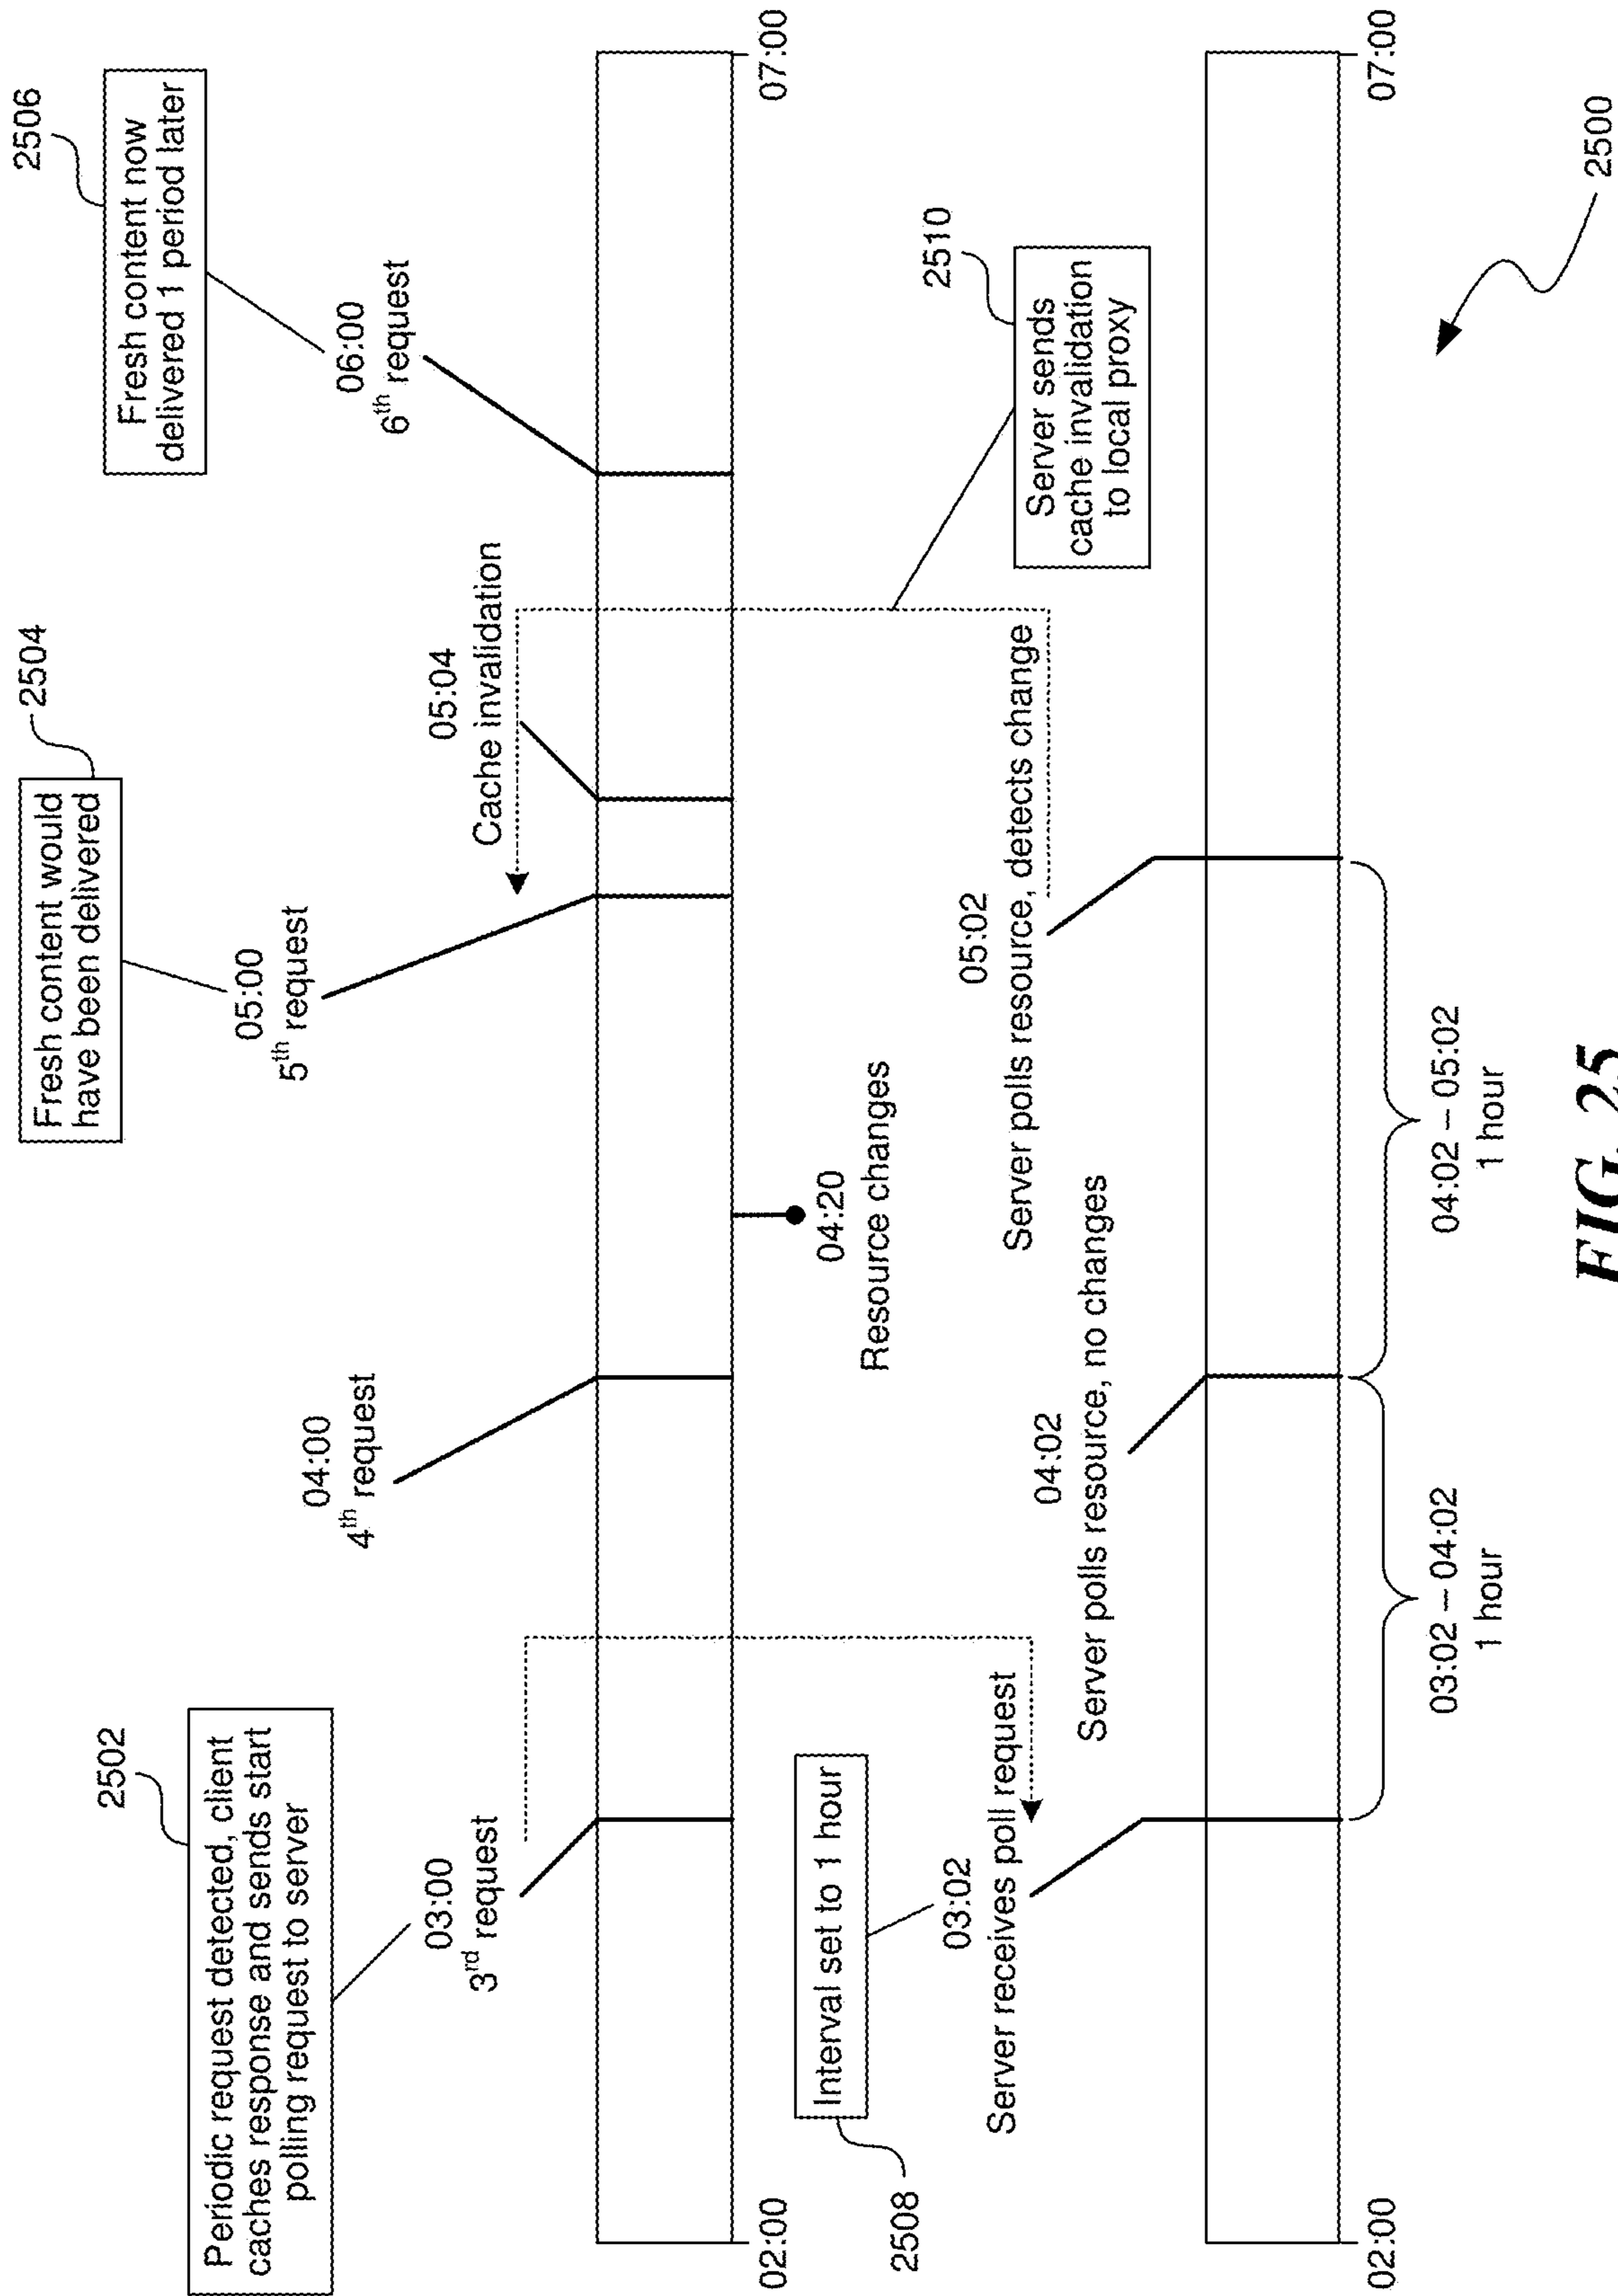 2502
Periodic request detected, client
caches response and sends start
polling request to server
2504
Fresh content would
have been delivered
2506
Fresh content now
delivered 1 period later
03:00
3rd request
04:00
4th request
05:00
5th request
05:04
Cache invalidation
06:00
6th request
02:00
07:00
04:20
Resource changes
2508
Interval set to 1 hour
03:02
Server receives poll request
04:02
Server polls resource, no changes
05:02
Server polls resource, detects change
2510
Server sends
cache invalidation
to local proxy
02:00
07:00
03:02 – 04:02
1 hour
04:02 – 05:02
1 hour
2500
FIG. 25